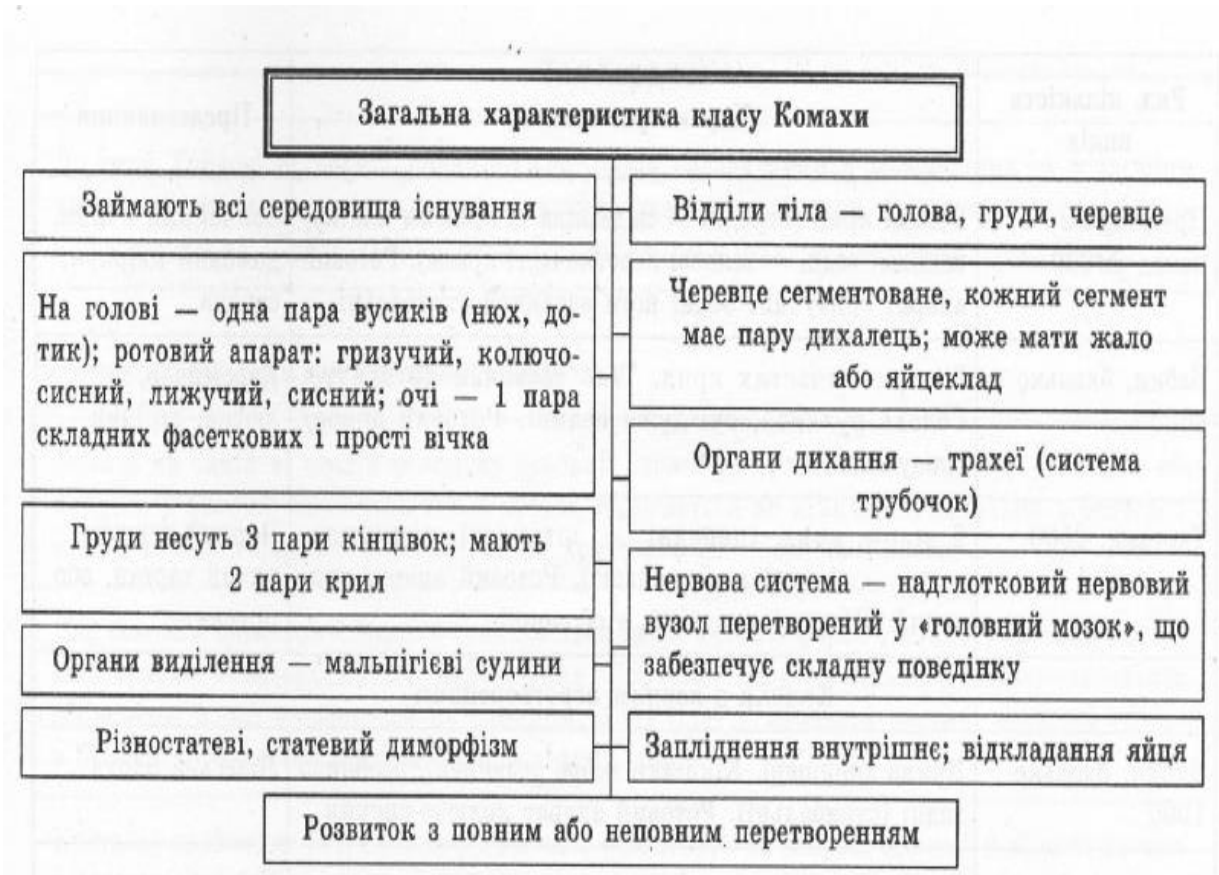 Загальна характеристика класу Комахи
Займають всі середовища існування
Відділи тіла — голова, груди, черевце
На голові — одна пара вусиків (нюх, до-
тик); ротовий апарат: гризучий, колючо-
сисний, лижучий, сисний; очі — 1 пара
складних фасеткових і прості вічка
Черевце сегментоване, кожний сегмент
має пару дихалець; може мати жало
або яйцеклад
Органи дихання — трахеї (система
трубочок)
Груди несуть 3 пари кінцівок; мають
2 пари крил
Нервова система — надглотковий нервовий
вузол перетворений у «головний мозок», що
забезпечує складну поведінку
Органи виділення — мальпігієві судини
Різностатеві, статевий диморфізм
Запліднення внутрішнє; відкладання яйця
Розвиток з повним або неповним перетворенням